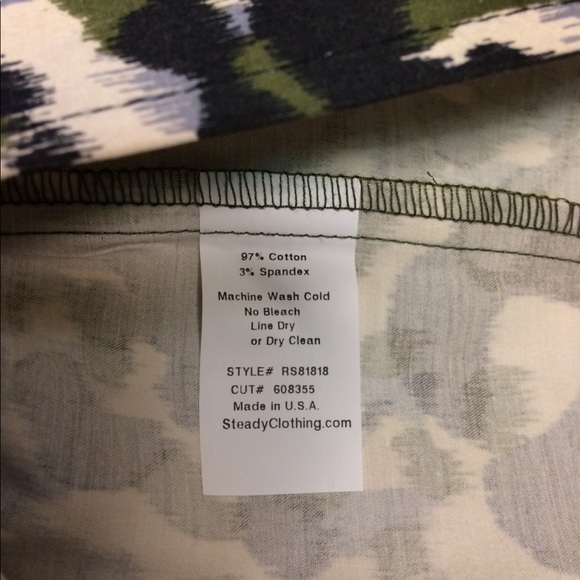 97% Cotton
3% Spandex
Machine Wash Cold
No Bleach
Line Dry
or Dry Clean
STYLE# RS81818
CUT# 608355
Made in U.S.A.
SteadyClothing.com